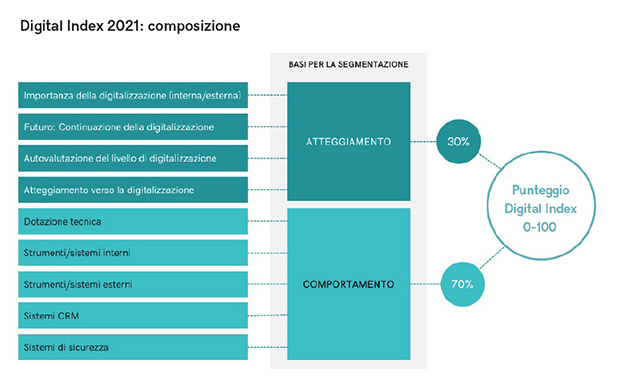 Digital Index 2021: composizione
BASI PER LA SEGMENTAZIONE
Importanza della digitalizzazione (interna/esterna)
Futuro: Continuazione della digitalizzazione
Autovalutazione del livello di digitalizzazione
Atteggiamento verso la digitalizzazione
ATTEGGIAMENTO
30%
Dotazione tecnica
Strumenti/sistemi interni
Strumenti/sistemi esterni
Sistemi CRM
Sistemi di sicurezza
COMPORTAMENTO
70%
Punteggio
Digital Index
0-100